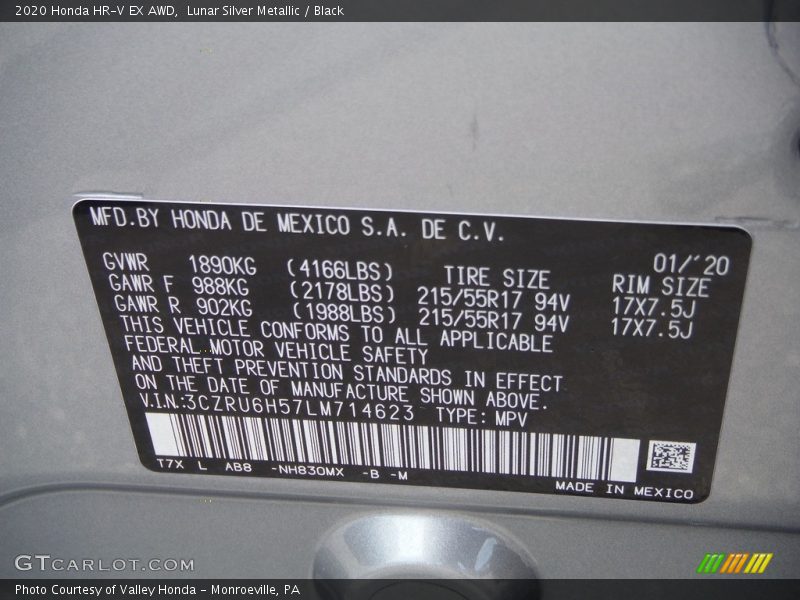 2020 Honda HR-V EX AWD,  Lunar Silver Metallic / Black
MFD.BY HONDA DE MEXICO S.A. DE C.V.
01/'20
GVWR 1890KG (4166LBS) TIRE SIZE RIM SIZE
GAWR F 988KG (2178LBS) 215/55R17 94V 17X7.5J
GAWR R 902KG (1988LBS) 215/55R17 94V 17X7.5J
THIS VEHICLE CONFORMS TO ALL APPLICABLE
FEDERAL MOTOR VEHICLE SAFETY
AND THEFT PREVENTION STANDARDS IN EFFECT
ON THE DATE OF MANUFACTURE SHOWN ABOVE.
V.I.N.:3CZRU6H57LM714623 TYPE: MPV
T7X L AB8 -NH830MX -B -M
MADE IN MEXICO
GTCARLOT.COM
Photo Courtesy of Valley Honda - Monroeville, PA